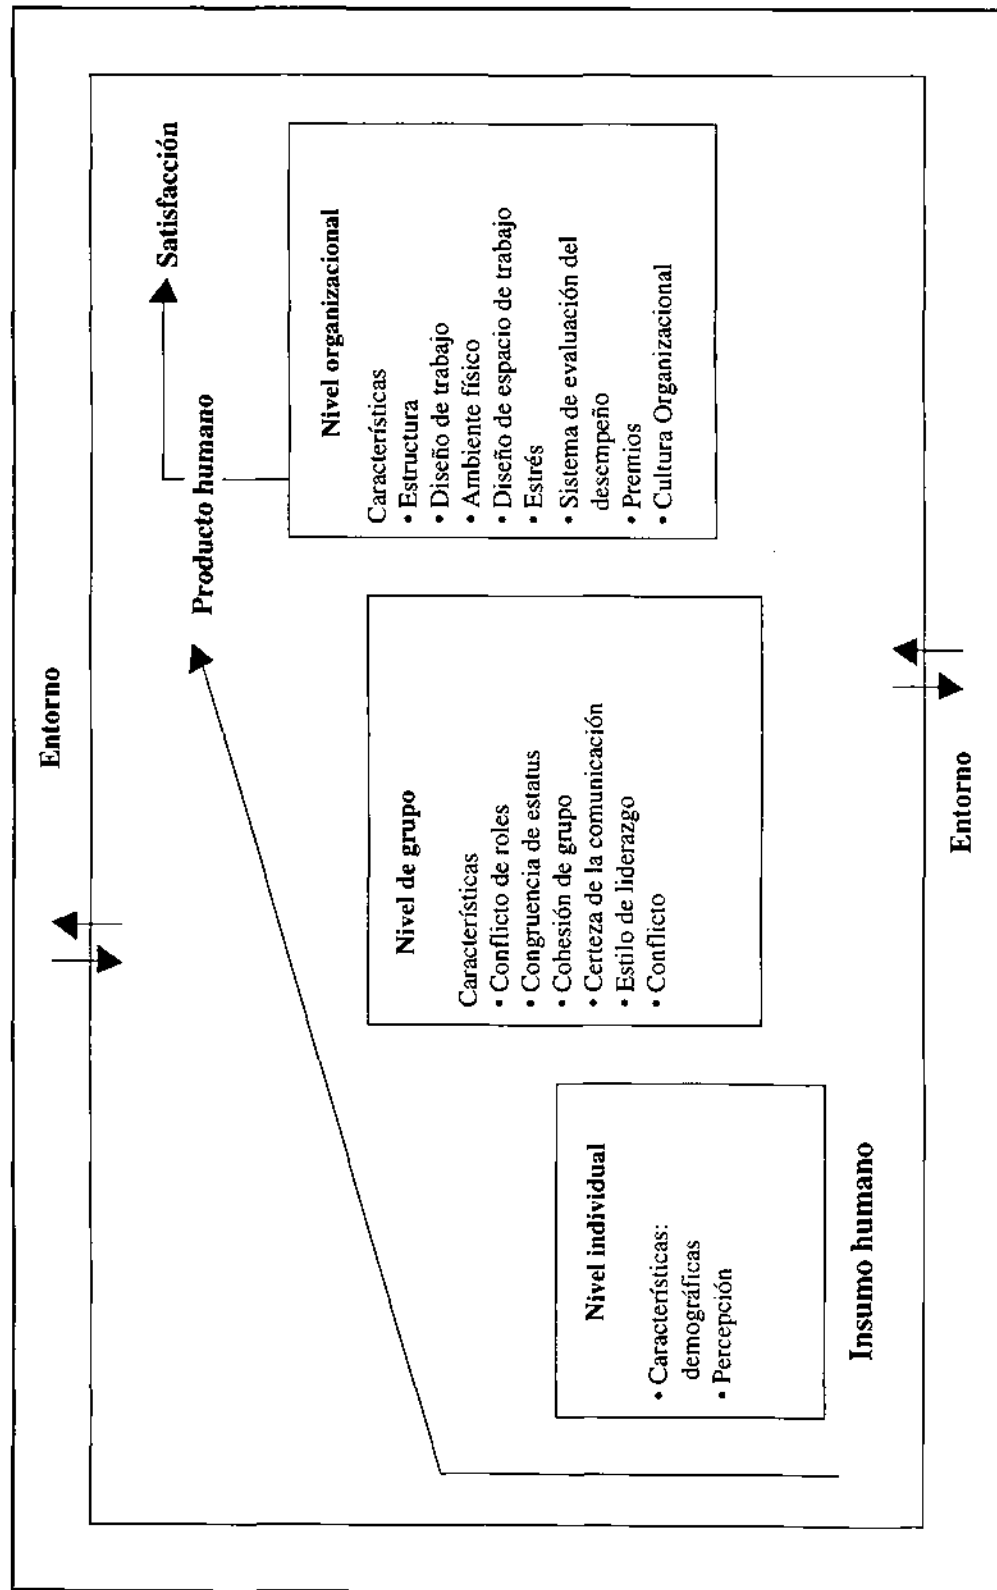 Entorno
Producto humano
Satisfacción
Nivel individual
• Características:
demográficas
• Percepción
Insumo humano
Nivel de grupo
Características
• Conflicto de roles
• Congruencia de estatus
• Cohesión de grupo
• Certeza de la comunicación
• Estilo de liderazgo
• Conflicto
Nivel organizacional
Características
• Estructura
• Diseño de trabajo
• Ambiente físico
• Diseño de espacio de trabajo
• Estrés
• Sistema de evaluación del
desempeño
• Premios
• Cultura Organizacional
Entorno